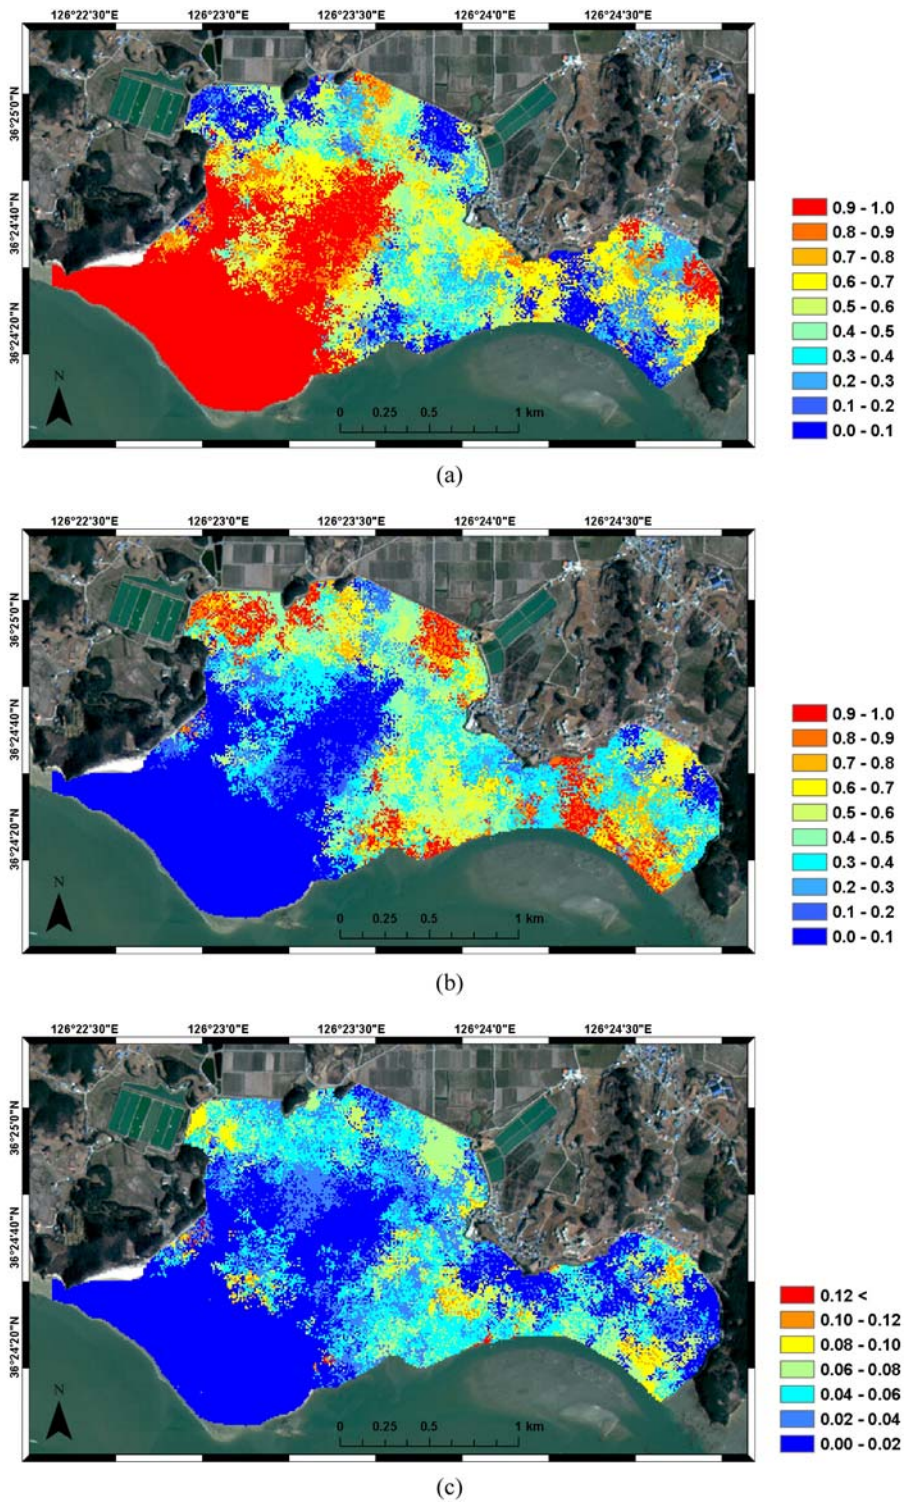 126°22'30"E 126°23'0"E 126°23'30"E 126°24'0"E 126°24'30"E
36°25'0"N
36°24'40"N
36°24'20"N
N
0 0.25 0.5 1 km
0.9 - 1.0
0.8 - 0.9
0.7 - 0.8
0.6 - 0.7
0.5 - 0.6
0.4 - 0.5
0.3 - 0.4
0.2 - 0.3
0.1 - 0.2
0.0 - 0.1
(a)
126°22'30"E 126°23'0"E 126°23'30"E 126°24'0"E 126°24'30"E
36°25'0"N
36°24'40"N
36°24'20"N
N
0 0.25 0.5 1 km
0.9 - 1.0
0.8 - 0.9
0.7 - 0.8
0.6 - 0.7
0.5 - 0.6
0.4 - 0.5
0.3 - 0.4
0.2 - 0.3
0.1 - 0.2
0.0 - 0.1
(b)
126°22'30"E 126°23'0"E 126°23'30"E 126°24'0"E 126°24'30"E
36°25'0"N
36°24'40"N
36°24'20"N
N
0 0.25 0.5 1 km
0.12 <
0.10 - 0.12
0.08 - 0.10
0.06 - 0.08
0.04 - 0.06
0.02 - 0.04
0.00 - 0.02
(c)